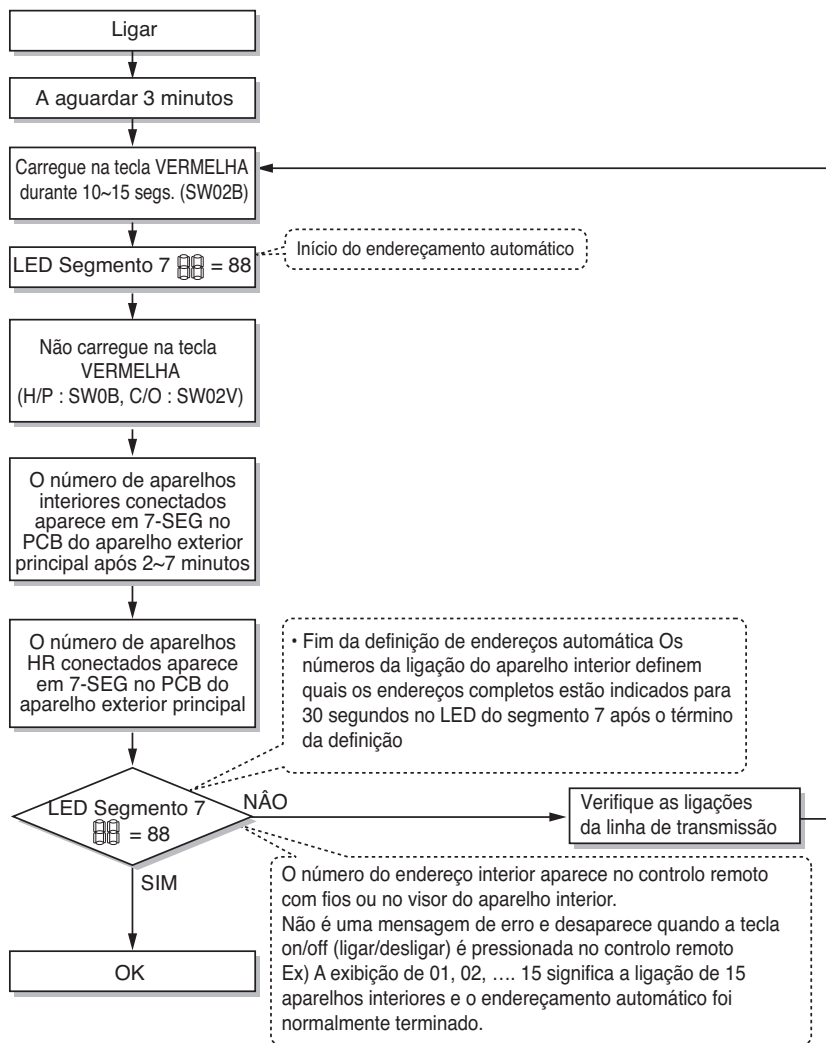 Ligar
A aguardar 3 minutos
Carregue na tecla VERMELHA
durante 10~15 segs. (SW02B)
LED Segmento 7 88 = 88
Início do endereçamento automático
Não carregue na tecla
VERMELHA
(H/P : SW0B, C/O : SW02V)
O número de aparelhos
interiores conectados
aparece em 7-SEG no
PCB do aparelho exterior
principal após 2~7 minutos
O número de aparelhos
HR conectados aparece
em 7-SEG no PCB do
aparelho exterior principal
• Fim da definição de endereços automática Os
números da ligação do aparelho interior definem
quais os endereços completos estão indicados para
30 segundos no LED do segmento 7 após o término
da definição
LED Segmento 7
88 = 88
NÂO
Verifique as ligações
da linha de transmissão
SIM
OK
O número do endereço interior aparece no controlo remoto
com fios ou no visor do aparelho interior.
Não é uma mensagem de erro e desaparece quando a tecla
on/off (ligar/desligar) é pressionada no controlo remoto
Ex) A exibição de 01, 02, …. 15 significa a ligação de 15
aparelhos interiores e o endereçamento automático foi
normalmente terminado.